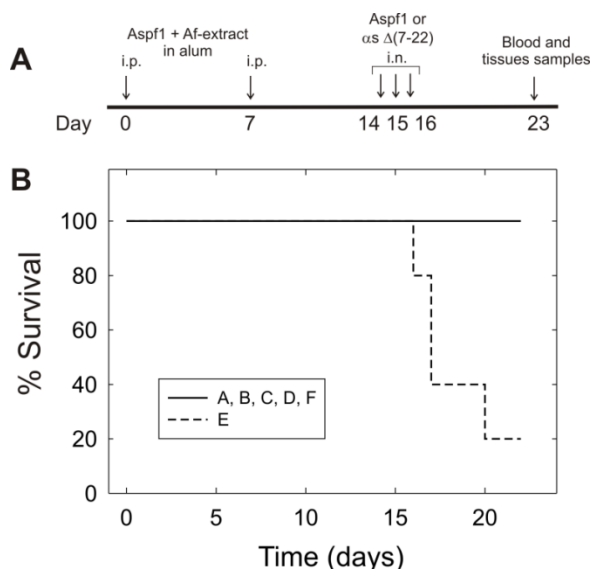 A
Aspf1 + Af-extract
in alum
i.p.
i.p.
Aspf1 or
αs Δ(7-22)
i.n.
Blood and
tissues samples
Day 0 7 14 15 16 23
B
% Survival
100
80
60
40
20
0
A, B, C, D, F
E
0 5 10 15 20
Time (days)